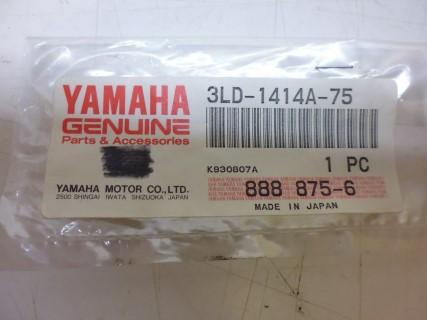 YAMAHA
GENUINE
Parts & Accessories
YAMAHA MOTOR CO., LTD.
2500 SHINGAI IWATA SHIZUOKA JAPAN
3LD-1414A-75
K930807A
1 PC
888 875-6
MADE IN JAPAN